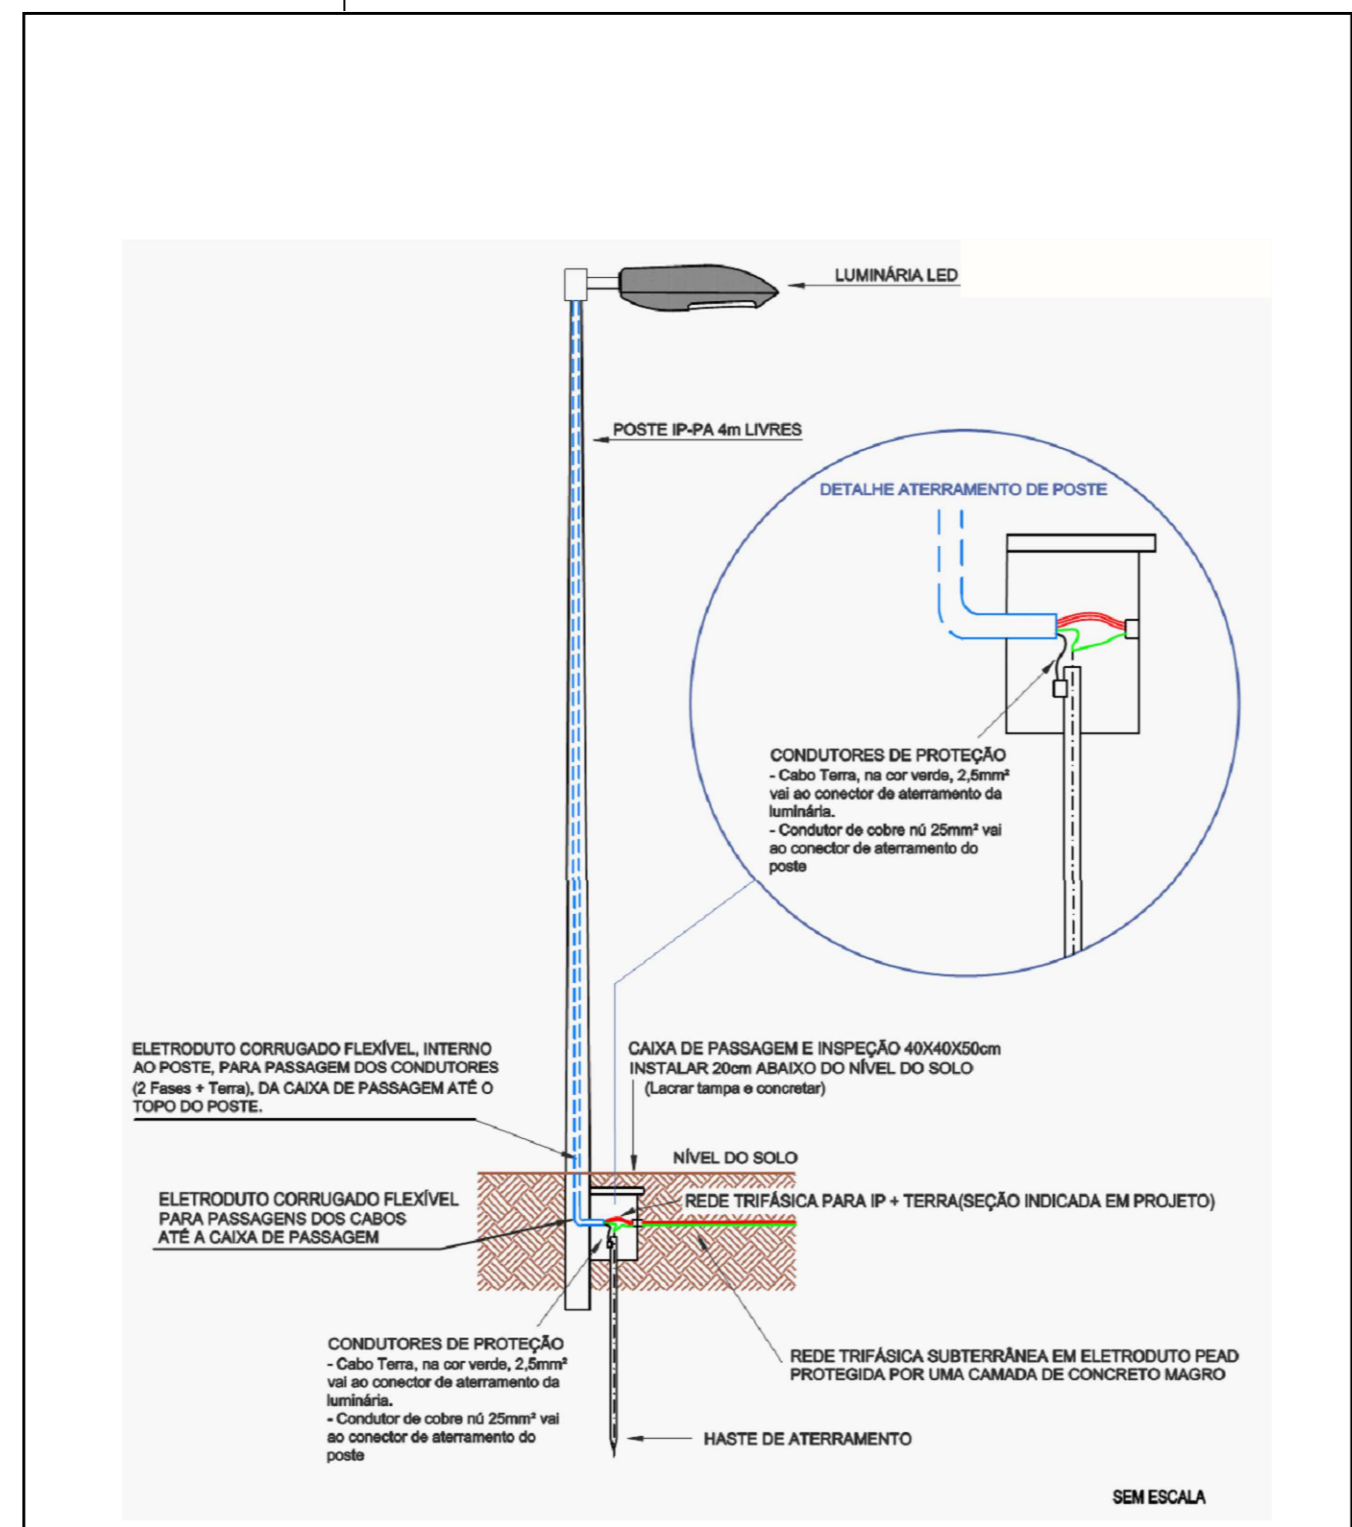 LUMINÁRIA LED
POSTE IP-PA 4m LIVRES
DETALHE ATERRAMENTO DE POSTE
CONDUTORES DE PROTEÇÃO
- Cabo Terra, na cor verde, 2,5mm²
vai ao conector de aterramento da
luminária.
- Condutor de cobre nú 25mm² vai
ao conector de aterramento do
poste
ELETRODUTO CORRUGADO FLEXÍVEL, INTERNO
AO POSTE, PARA PASSAGEM DOS CONDUTORES
(2 Fases + Terra), DA CAIXA DE PASSAGEM ATÉ O
TOPO DO POSTE.
CAIXA DE PASSAGEM E INSPEÇÃO 40X40X50cm
INSTALAR 20cm ABAIXO DO NÍVEL DO SOLO
(Lacrar tampa e concretar)
NÍVEL DO SOLO
ELETRODUTO CORRUGADO FLEXÍVEL
PARA PASSAGENS DOS CABOS
ATÉ A CAIXA DE PASSAGEM
REDE TRIFÁSICA PARA IP + TERRA(SEÇÃO INDICADA EM PROJETO)
CONDUTORES DE PROTEÇÃO
- Cabo Terra, na cor verde, 2,5mm²
vai ao conector de aterramento da
luminária.
- Condutor de cobre nú 25mm² vai
ao conector de aterramento do
poste
REDE TRIFÁSICA SUBTERRÂNEA EM ELETRODUTO PEAD
PROTEGIDA POR UMA CAMADA DE CONCRETO MAGRO
HASTE DE ATERRAMENTO
SEM ESCALA